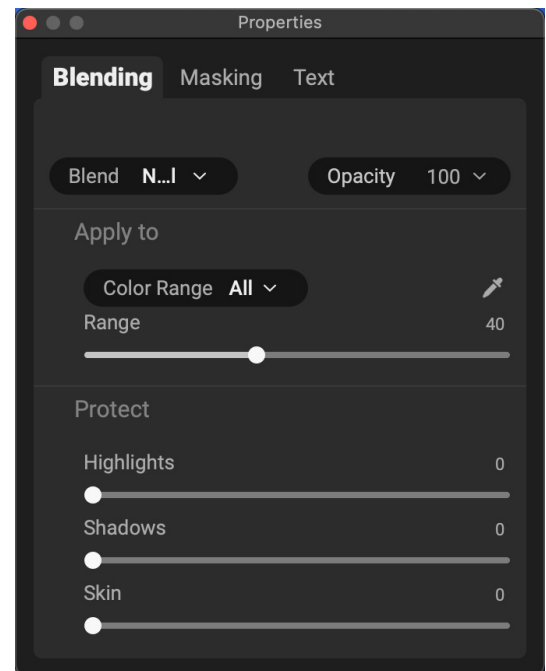 Properties
Blending Masking Text
Blend N...l Opacity 100
Apply to
Color Range All
Range 40
Protect
Highlights 0
Shadows 0
Skin 0